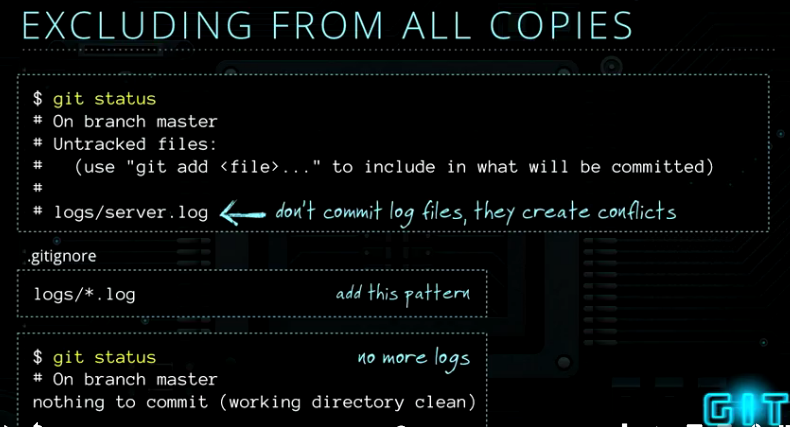 EXCLUDING FROM ALL COPIES
$ git status
# On branch master
# Untracked files:
#   (use "git add <file>..." to include in what will be committed)
#
# logs/server.log don't commit log files, they create conflicts
.gitignore
logs/*.log add this pattern
$ git status no more logs
# On branch master
nothing to commit (working directory clean)
GIT